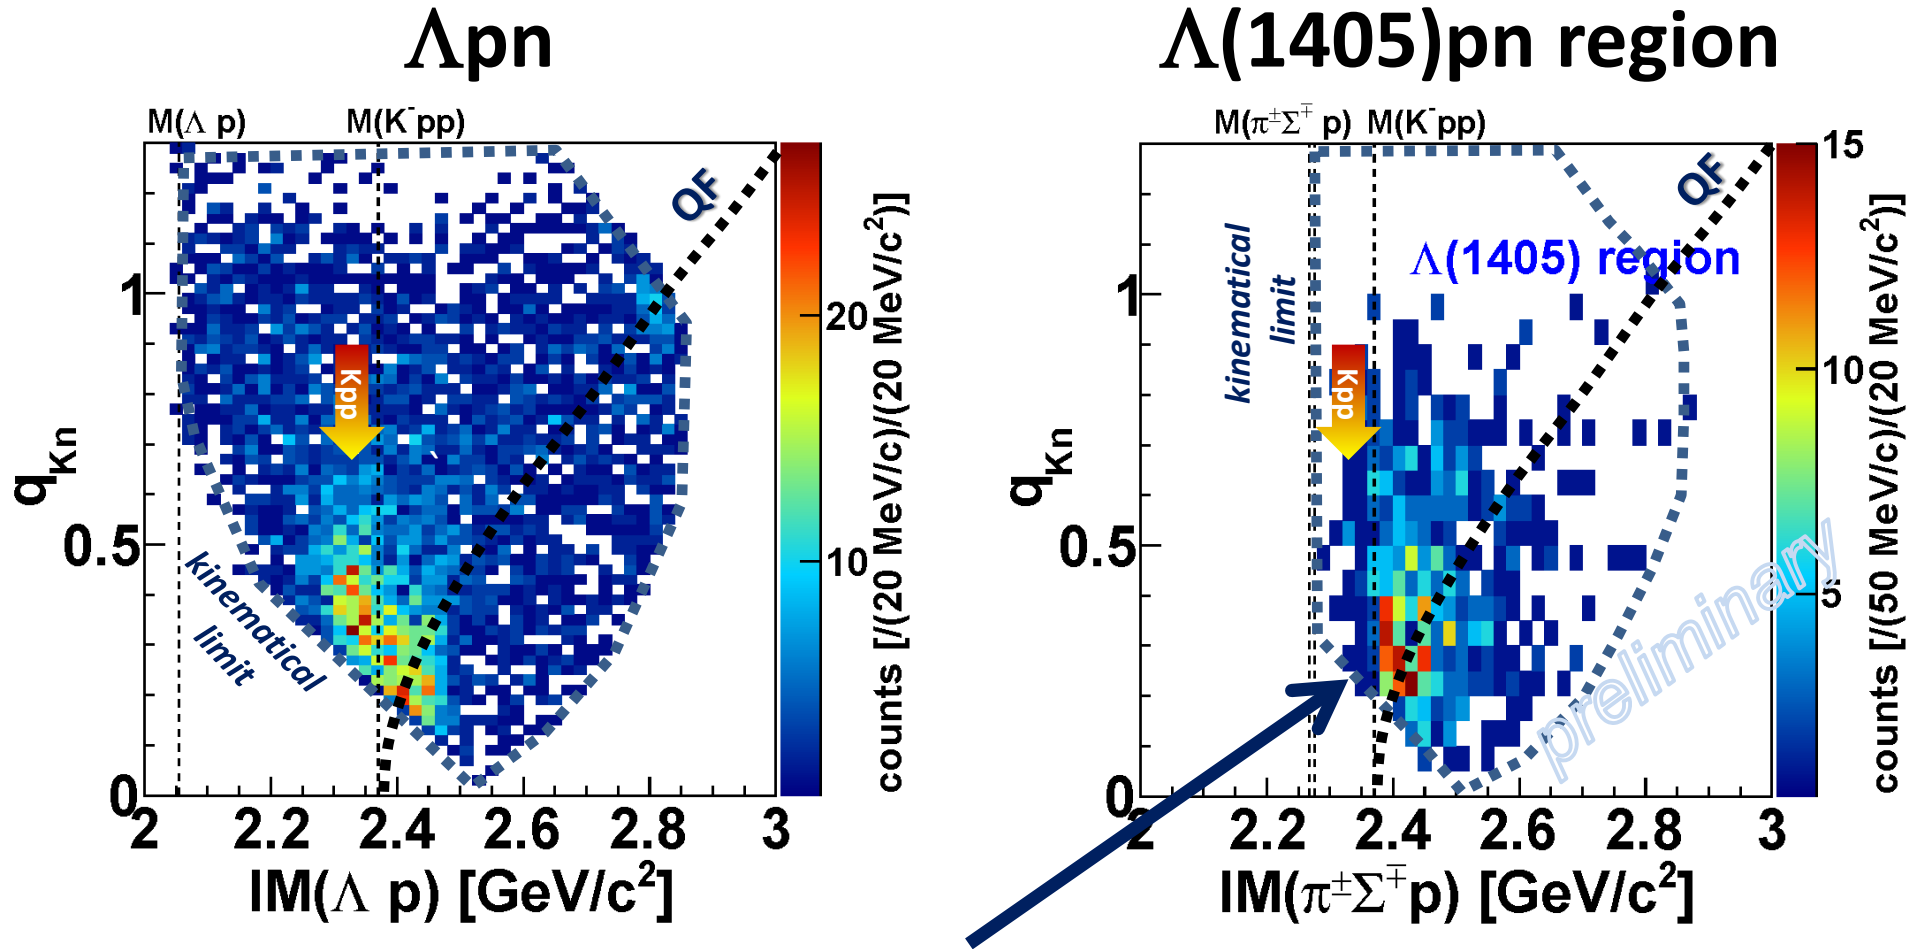 Λpn
M(Λ p) M(K⁻pp)
QF
Kpp
kinematical
limit
1
0.5
0
q_Kn
2 2.2 2.4 2.6 2.8 3
IM(Λ p) [GeV/c²]
20
10
counts [/(20 MeV/c)/(20 MeV/c²)]
Λ(1405)pn region
M(π±Σ∓ p) M(K⁻pp)
QF
Λ(1405) region
kinematical
limit
Kpp
preliminary
1
0.5
0
q_Kn
2 2.2 2.4 2.6 2.8 3
IM(π±Σ∓p) [GeV/c²]
15
10
5
counts [/(50 MeV/c)/(20 MeV/c²)]